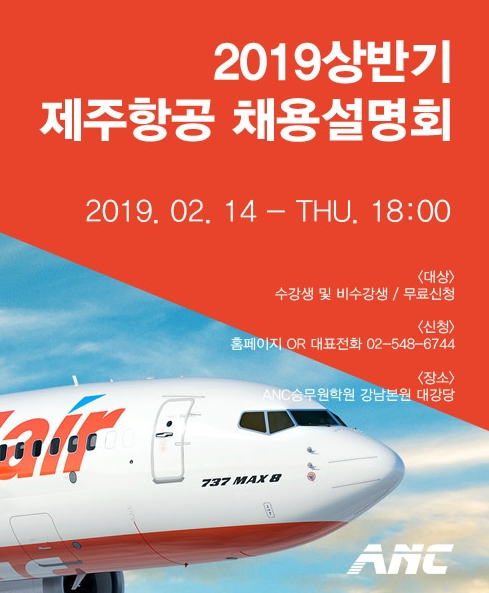 2019상반기
제주항공 채용설명회
2019. 02. 14 - THU. 18:00
<대상>
수강생 및 비수강생 / 무료신청
<신청>
홈페이지 OR 대표전화 02-548-6744
<장소>
ANC승무원학원 강남본원 대강당
air
737 MAX 8
ANC